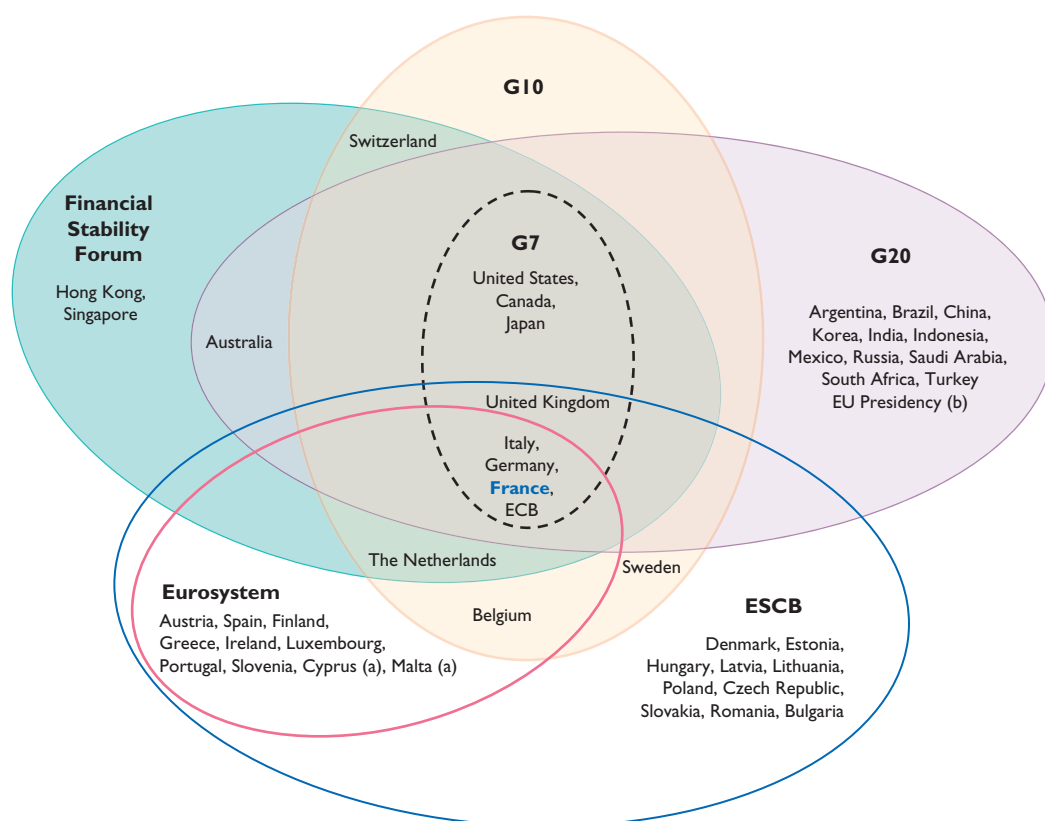 G10
Switzerland
Financial
Stability
Forum
Hong Kong,
Singapore
G7
United States,
Canada,
Japan
G20
Argentina, Brazil, China,
Korea, India, Indonesia,
Mexico, Russia, Saudi Arabia,
South Africa, Turkey
EU Presidency (b)
Australia
United Kingdom
Italy,
Germany,
France,
ECB
The Netherlands
Sweden
Belgium
Eurosystem
Austria, Spain, Finland,
Greece, Ireland, Luxembourg,
Portugal, Slovenia, Cyprus (a), Malta (a)
ESCB
Denmark, Estonia,
Hungary, Latvia, Lithuania,
Poland, Czech Republic,
Slovakia, Romania, Bulgaria